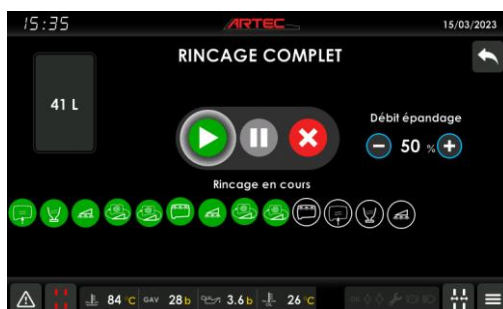 15:35
ARTEC
15/03/2023
RINCAGE COMPLET
41 L
Débit épandage
50 %
Rincage en cours
84 °C GAV 28 b 3.6 b 26 °C